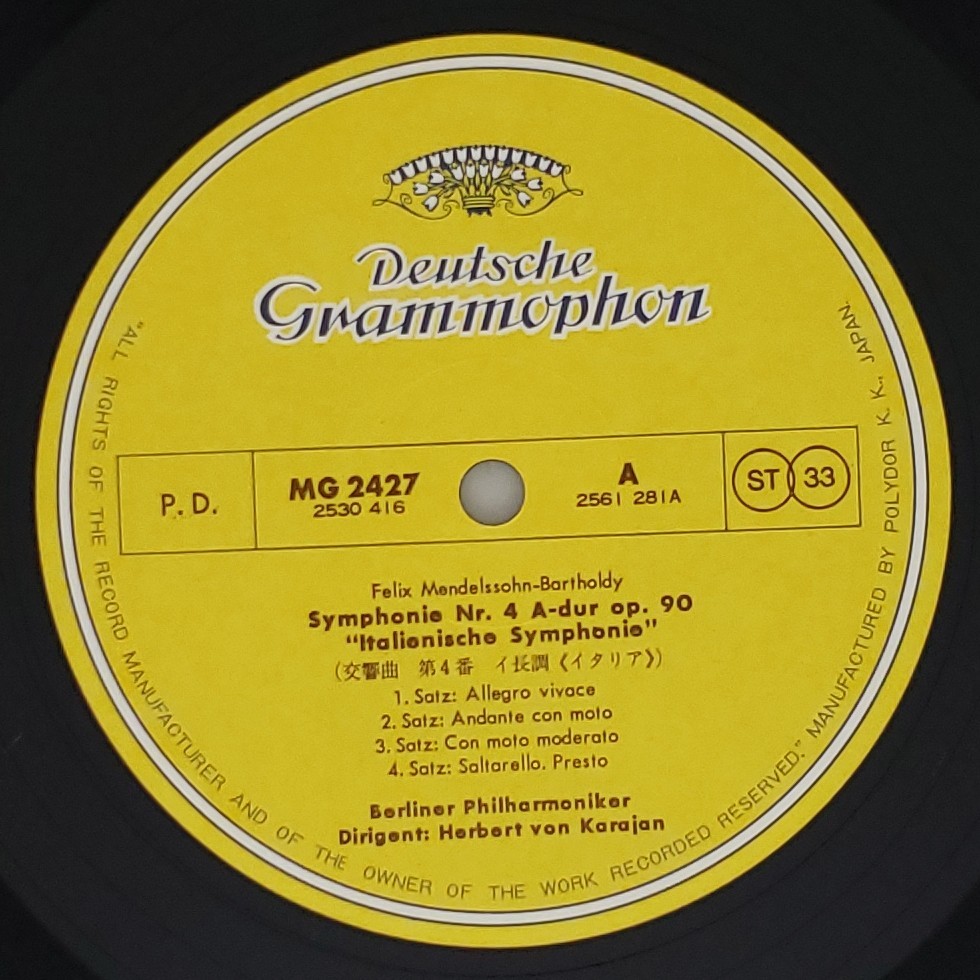 Deutsche
Grammophon
P. D.
MG 2427
2530 416
A
2561 281A
ST 33
Felix Mendelssohn-Bartholdy
Symphonie Nr. 4 A-dur op. 90
“Italienische Symphonie”
(交響曲 第4番 イ長調《イタリア》)
1. Satz: Allegro vivace
2. Satz: Andante con moto
3. Satz: Con moto moderato
4. Satz: Saltarello. Presto
Berliner Philharmoniker
Dirigent: Herbert von Karajan
“ALL RIGHTS OF THE RECORD MANUFACTURER AND OF THE OWNER OF THE WORK RECORDED RESERVED.” MANUFACTURED BY POLYDOR K. K., JAPAN.